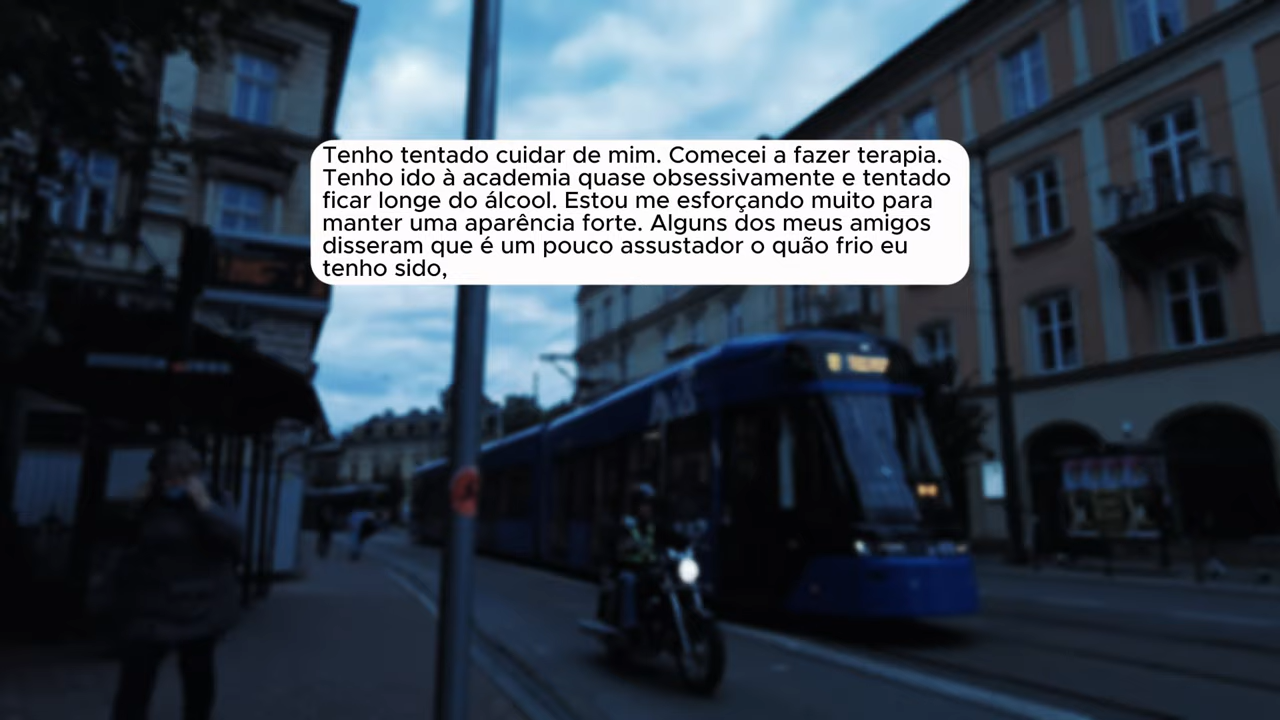 Tenho tentado cuidar de mim. Comecei a fazer terapia.
Tenho ido à academia quase obsessivamente e tentado
ficar longe do álcool. Estou me esforçando muito para
manter uma aparência forte. Alguns dos meus amigos
disseram que é um pouco assustador o quão frio eu
tenho sido,